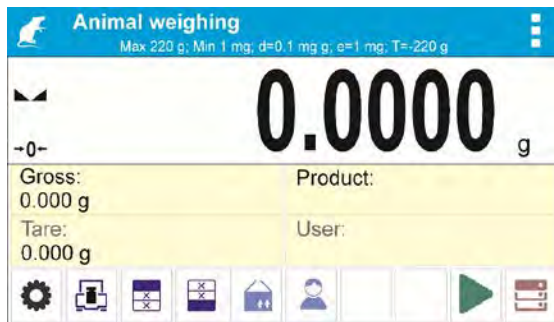 Animal weighing
Max 220 g; Min 1 mg; d=0.1 mg g; e=1 mg; T=-220 g
→0←
0.0000 g
Gross:
0.000 g
Product:
Tare:
0.000 g
User: